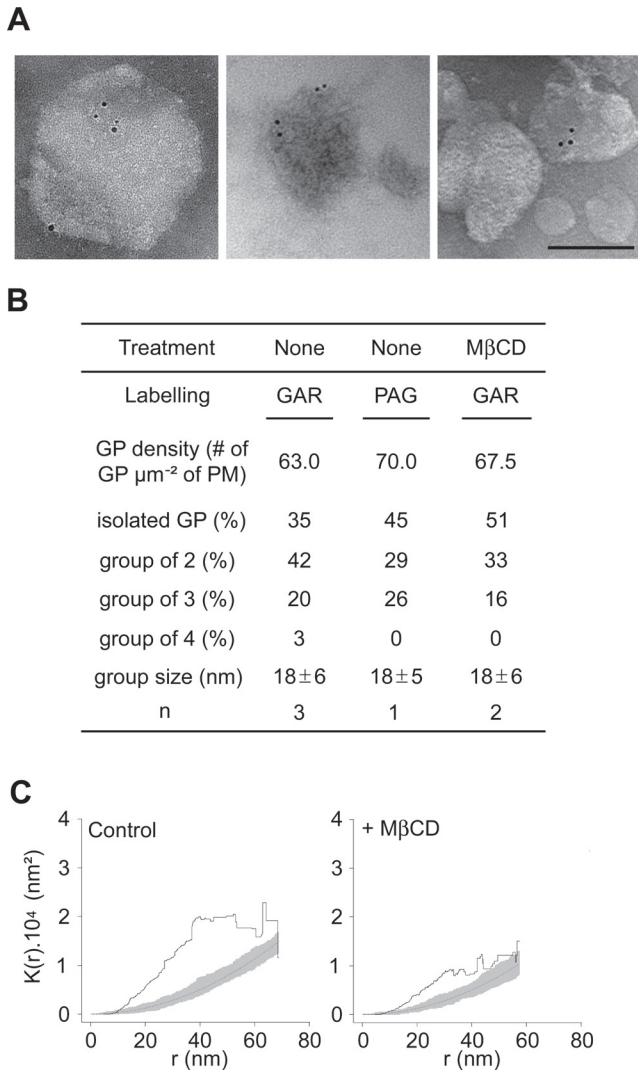 A
B
Treatment None None MβCD
Labelling GAR PAG GAR
GP density (# of
GP µm⁻² of PM) 63.0 70.0 67.5
isolated GP (%) 35 45 51
group of 2 (%) 42 29 33
group of 3 (%) 20 26 16
group of 4 (%) 3 0 0
group size (nm) 18±6 18±5 18±6
n 3 1 2
C
Control
K(r).10⁴ (nm²)
4
3
2
1
0
0 20 40 60 80
r (nm)
+ MβCD
4
3
2
1
0
0 20 40 60 80
r (nm)